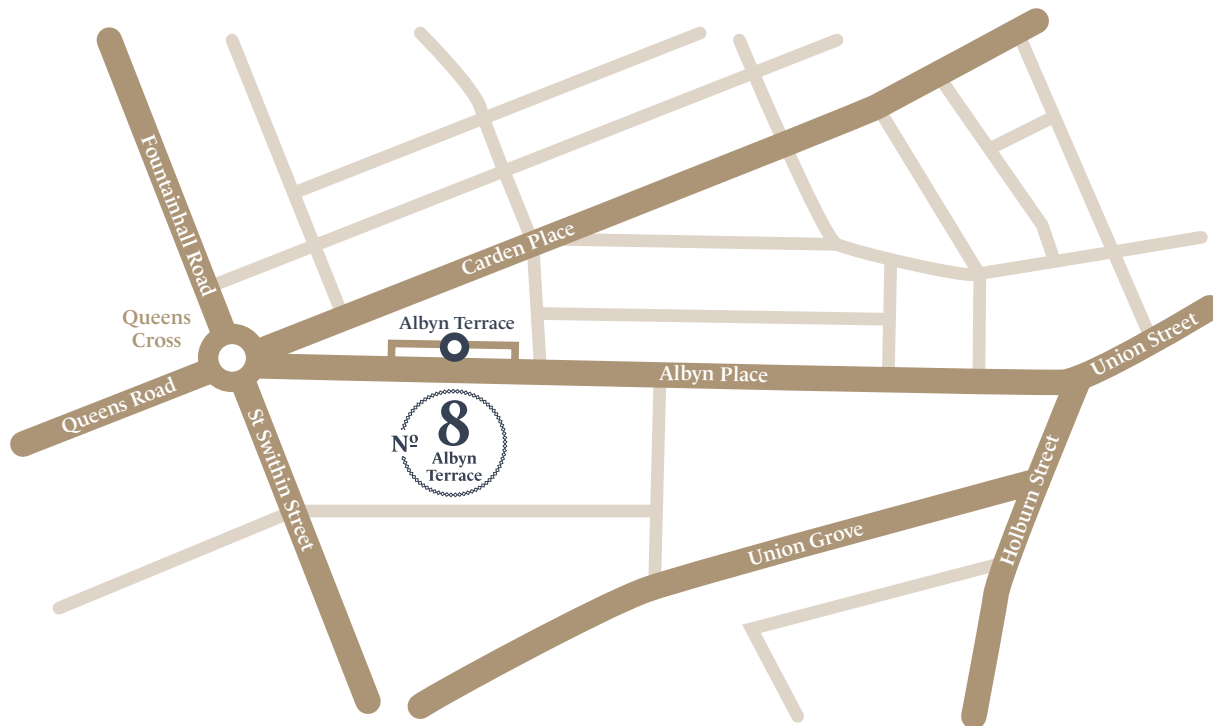 Fountainhall Road
Carden Place
Queens
Cross
Albyn Terrace
Union Street
Albyn Place
Queens Road
Nº 8
Albyn
Terrace
St Swithin Street
Holburn Street
Union Grove